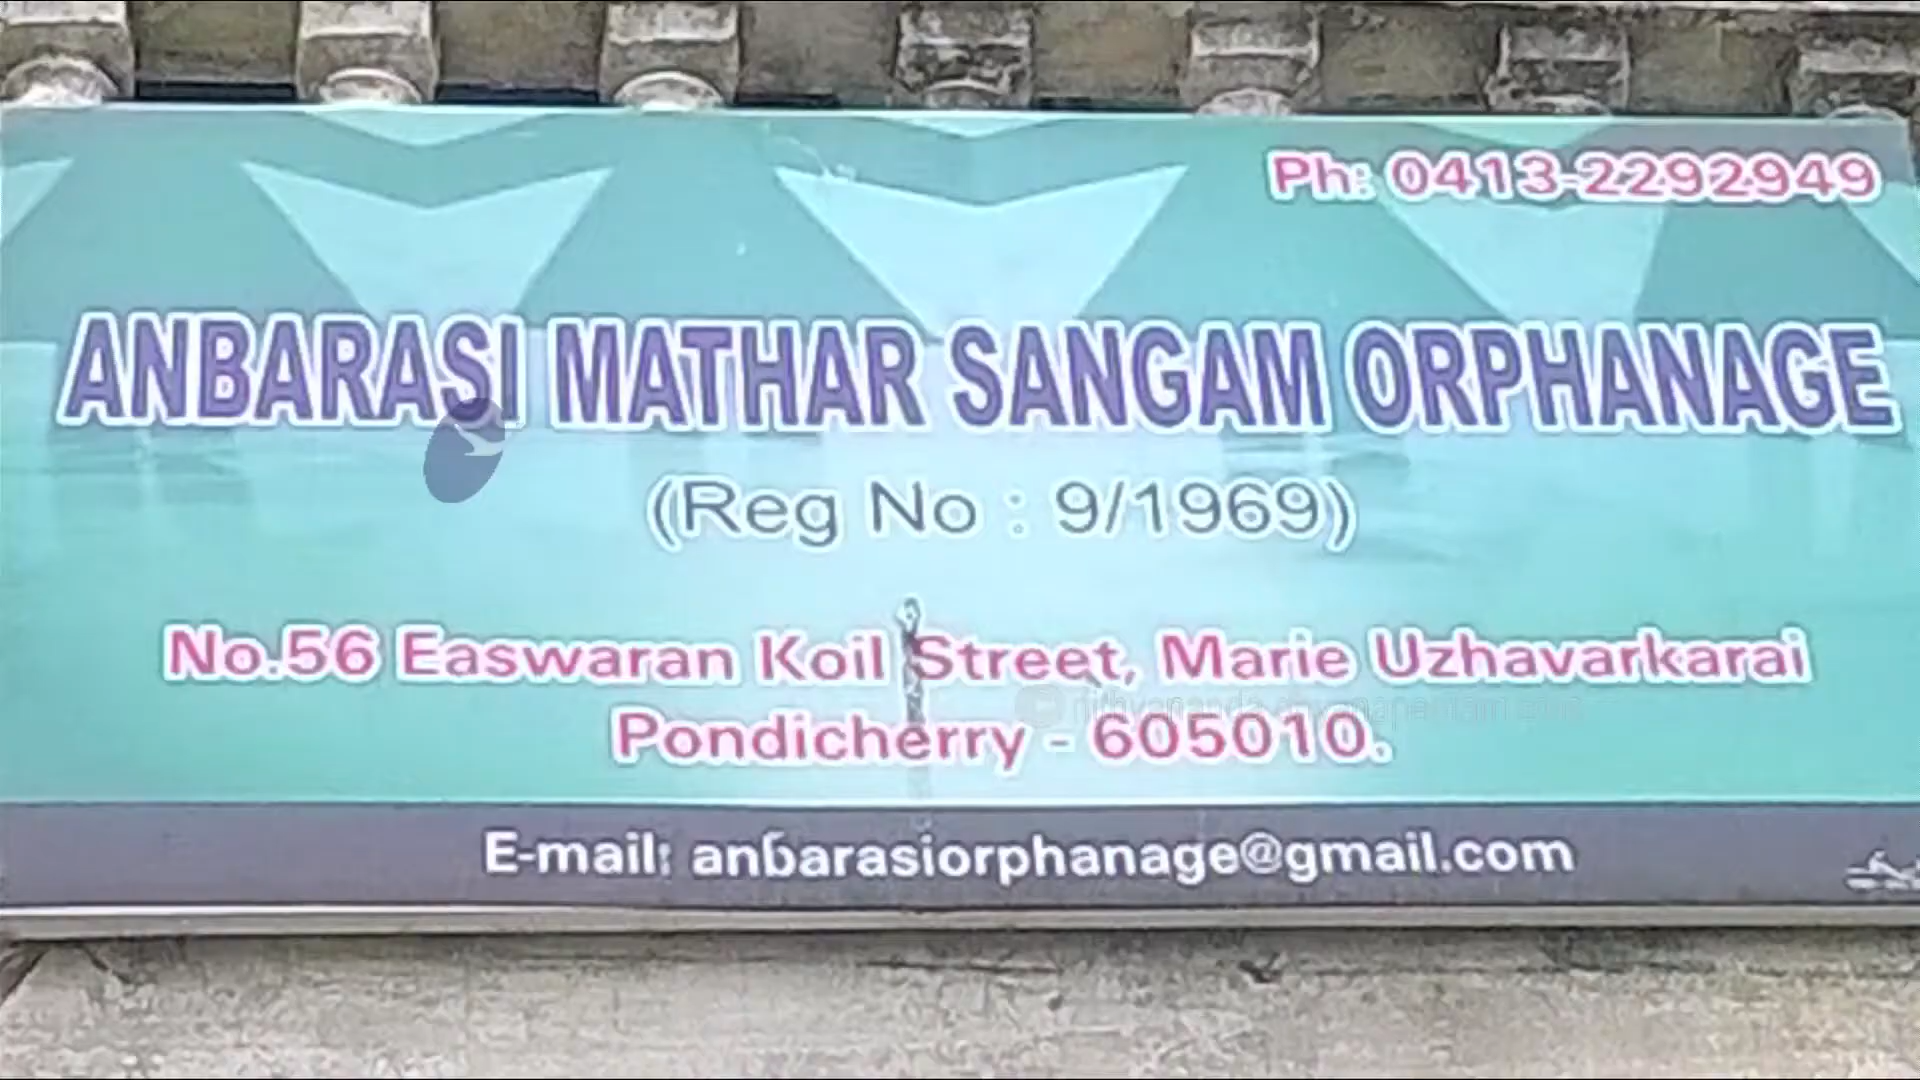 Ph: 0413-2292949
ANBARASI MATHAR SANGAM ORPHANAGE
(Reg No : 9/1969)
No.56 Easwaran Koil Street, Marie Uzhavarkarai
Pondicherry - 605010.
E-mail: anbarasiorphanage@gmail.com